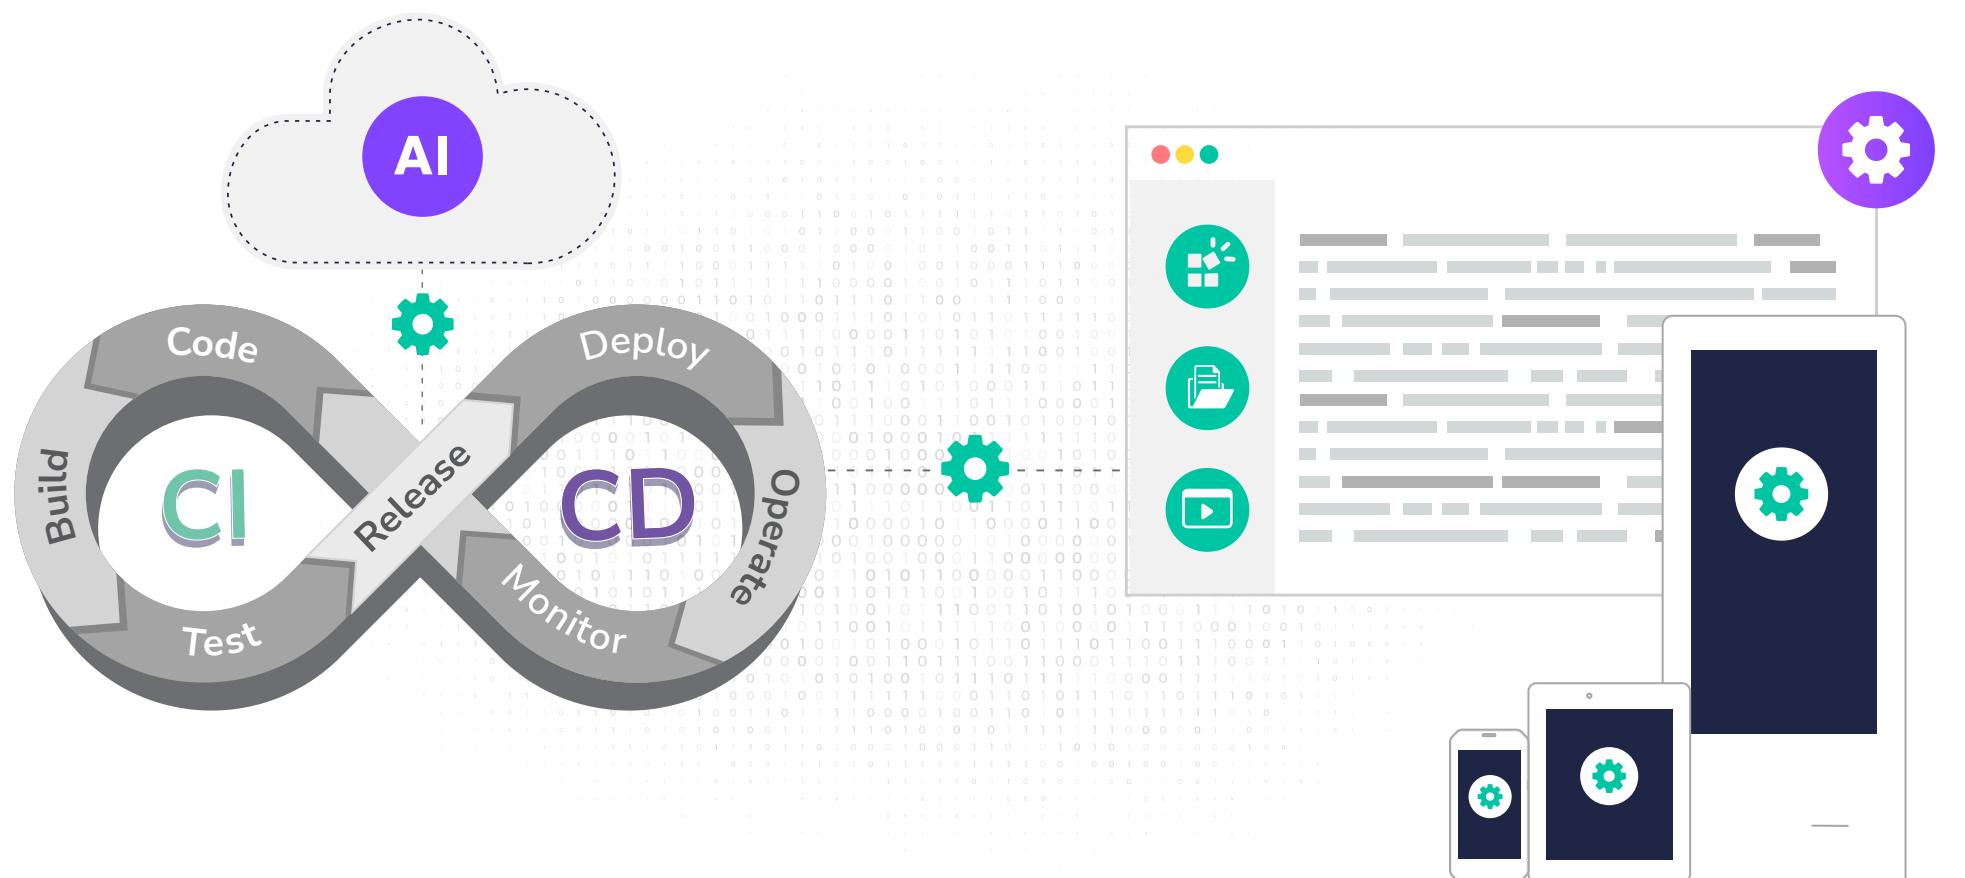 AI
Code
Build
Test
CI
Release
Deploy
Operate
Monitor
CD